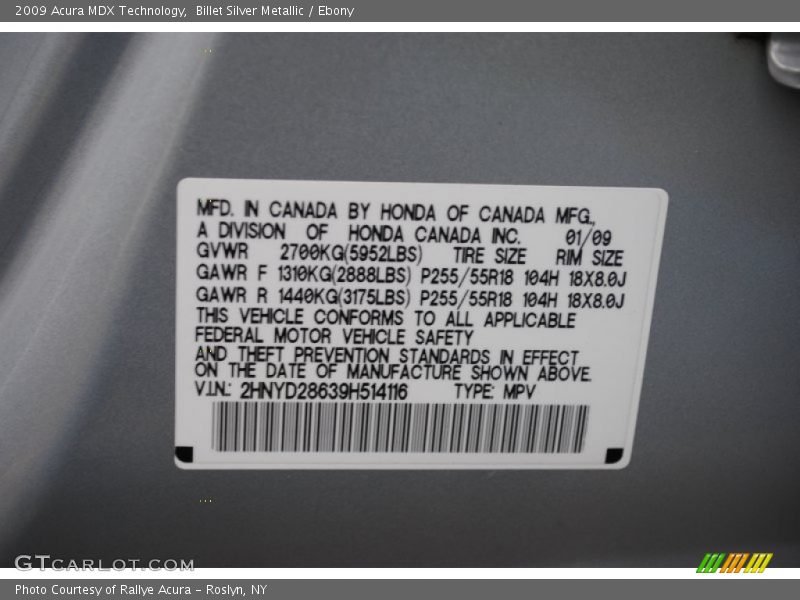 2009 Acura MDX Technology,  Billet Silver Metallic / Ebony
MFD. IN CANADA BY HONDA OF CANADA MFG.,
A DIVISION OF HONDA CANADA INC. 01/09
GVWR 2700KG(5952LBS) TIRE SIZE RIM SIZE
GAWR F 1310KG(2888LBS) P255/55R18 104H 18X8.0J
GAWR R 1440KG(3175LBS) P255/55R18 104H 18X8.0J
THIS VEHICLE CONFORMS TO ALL APPLICABLE
FEDERAL MOTOR VEHICLE SAFETY
AND THEFT PREVENTION STANDARDS IN EFFECT
ON THE DATE OF MANUFACTURE SHOWN ABOVE.
V.I.N.: 2HNYD28639H514116 TYPE: MPV
GTCARLOT.COM
Photo Courtesy of Rallye Acura – Roslyn, NY